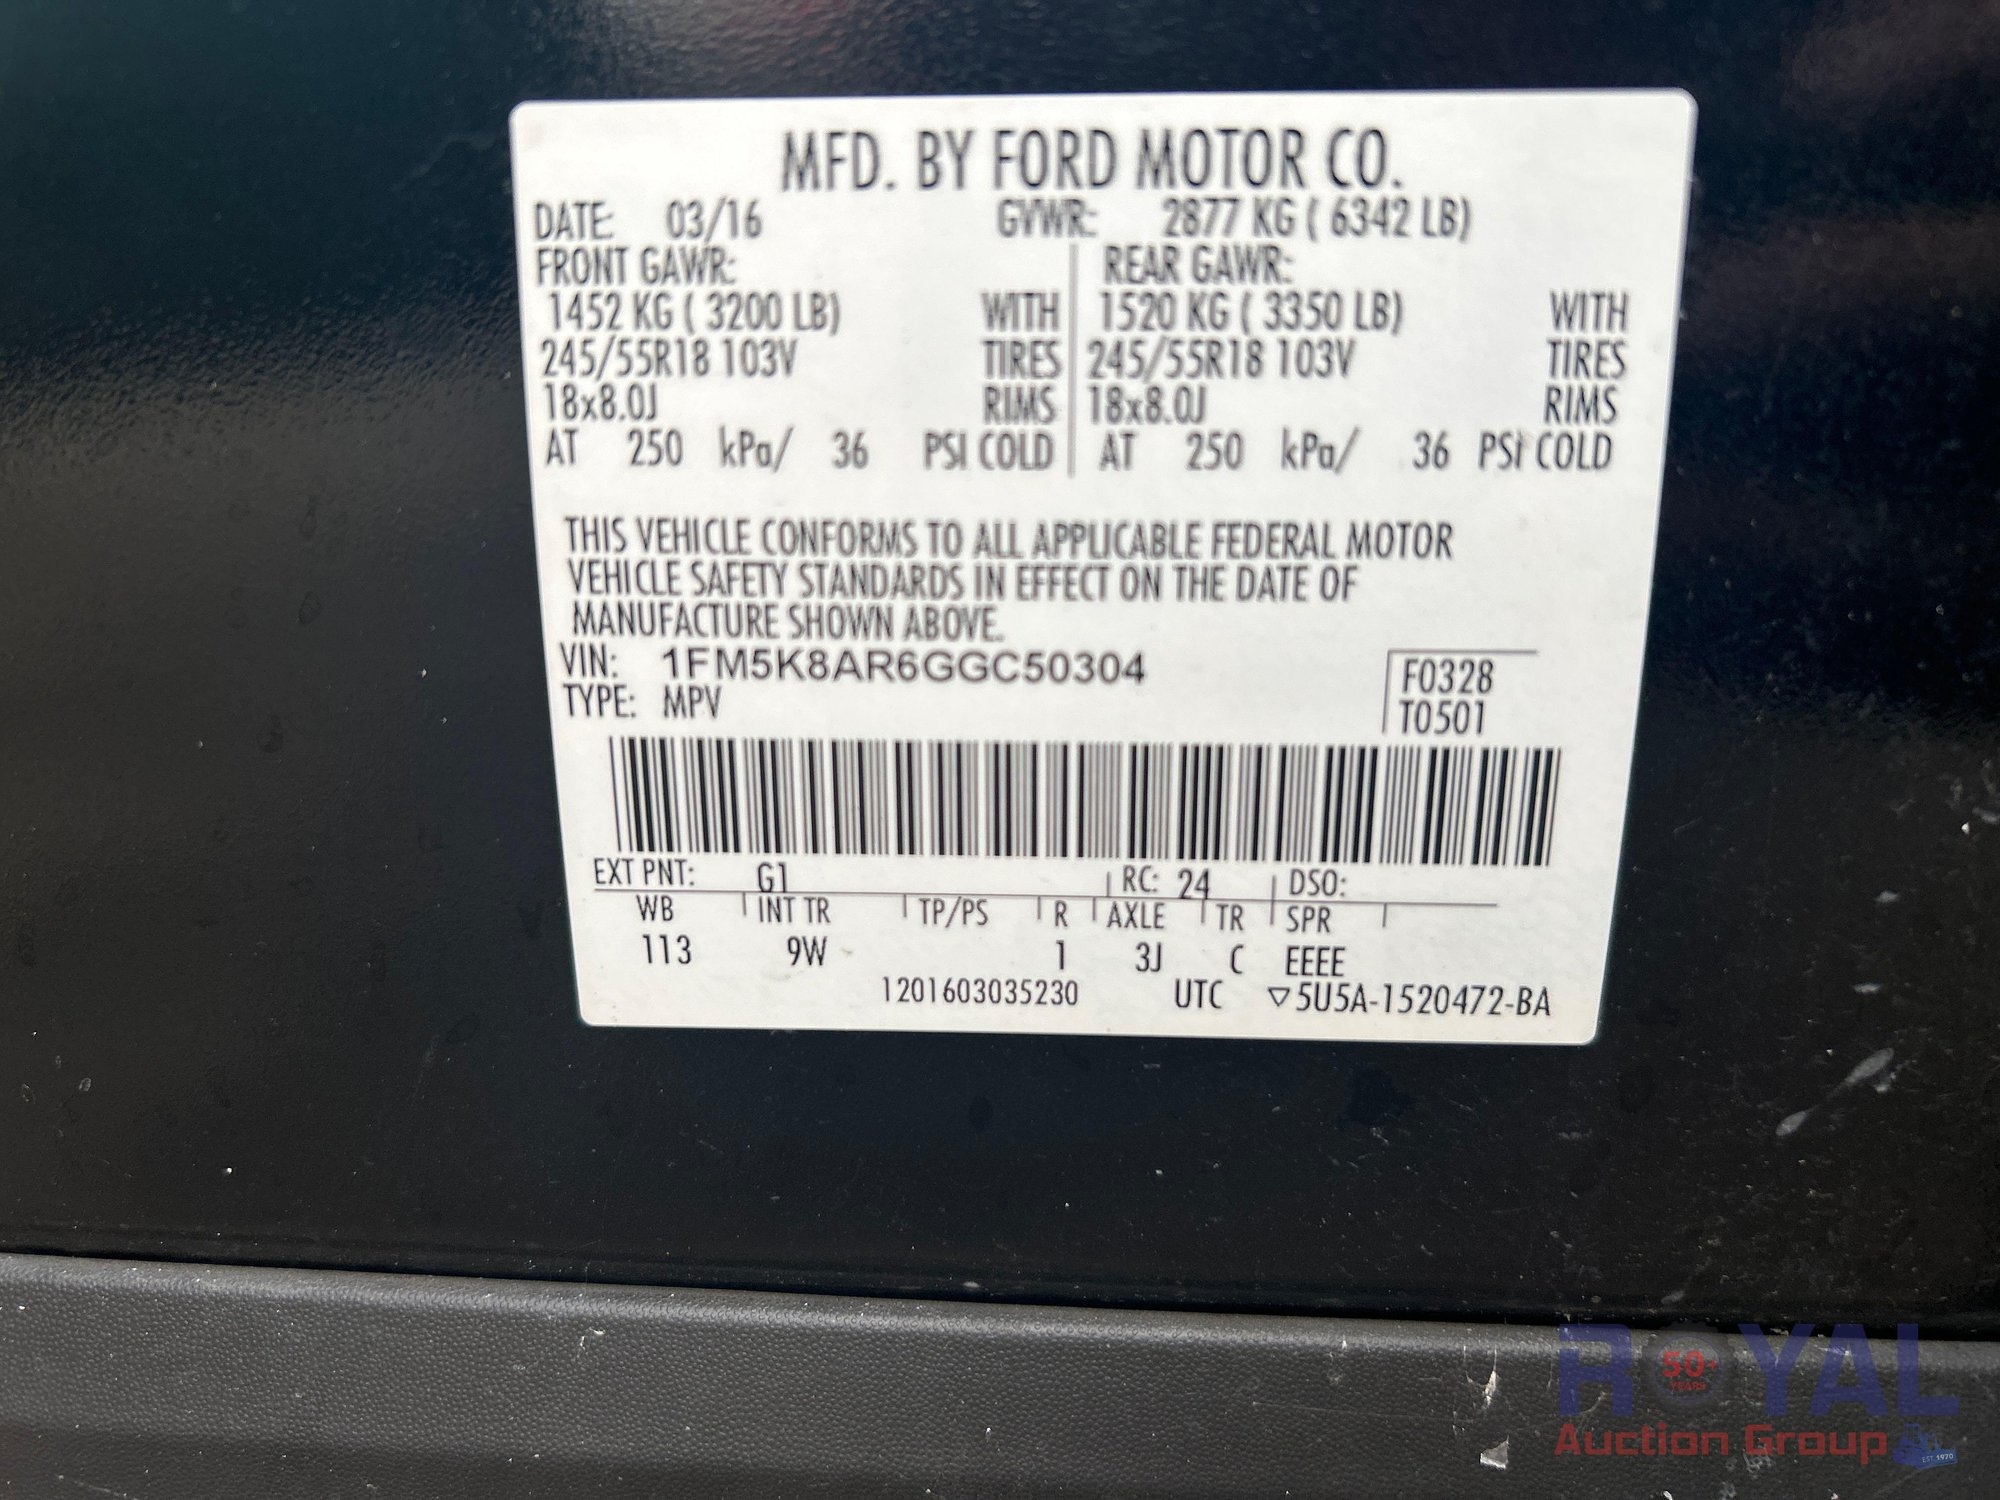 MFD. BY FORD MOTOR CO.
DATE: 03/16 GVWR: 2877 KG ( 6342 LB)
FRONT GAWR: REAR GAWR:
1452 KG ( 3200 LB) WITH 1520 KG ( 3350 LB) WITH
245/55R18 103V TIRES 245/55R18 103V TIRES
18x8.0J RIMS 18x8.0J RIMS
AT 250 kPa/ 36 PSI COLD AT 250 kPa/ 36 PSI COLD
THIS VEHICLE CONFORMS TO ALL APPLICABLE FEDERAL MOTOR
VEHICLE SAFETY STANDARDS IN EFFECT ON THE DATE OF
MANUFACTURE SHOWN ABOVE.
VIN: 1FM5K8AR6GGC50304 F0328
TYPE: MPV T0501
EXT PNT: G1 RC: 24 DSO:
WB INT TR TP/PS R AXLE TR SPR
113 9W 1 3J C EEEE
1201603035230 UTC ▽5U5A-1520472-BA
ROYAL
50+
YEARS
Auction Group
EST. 1970